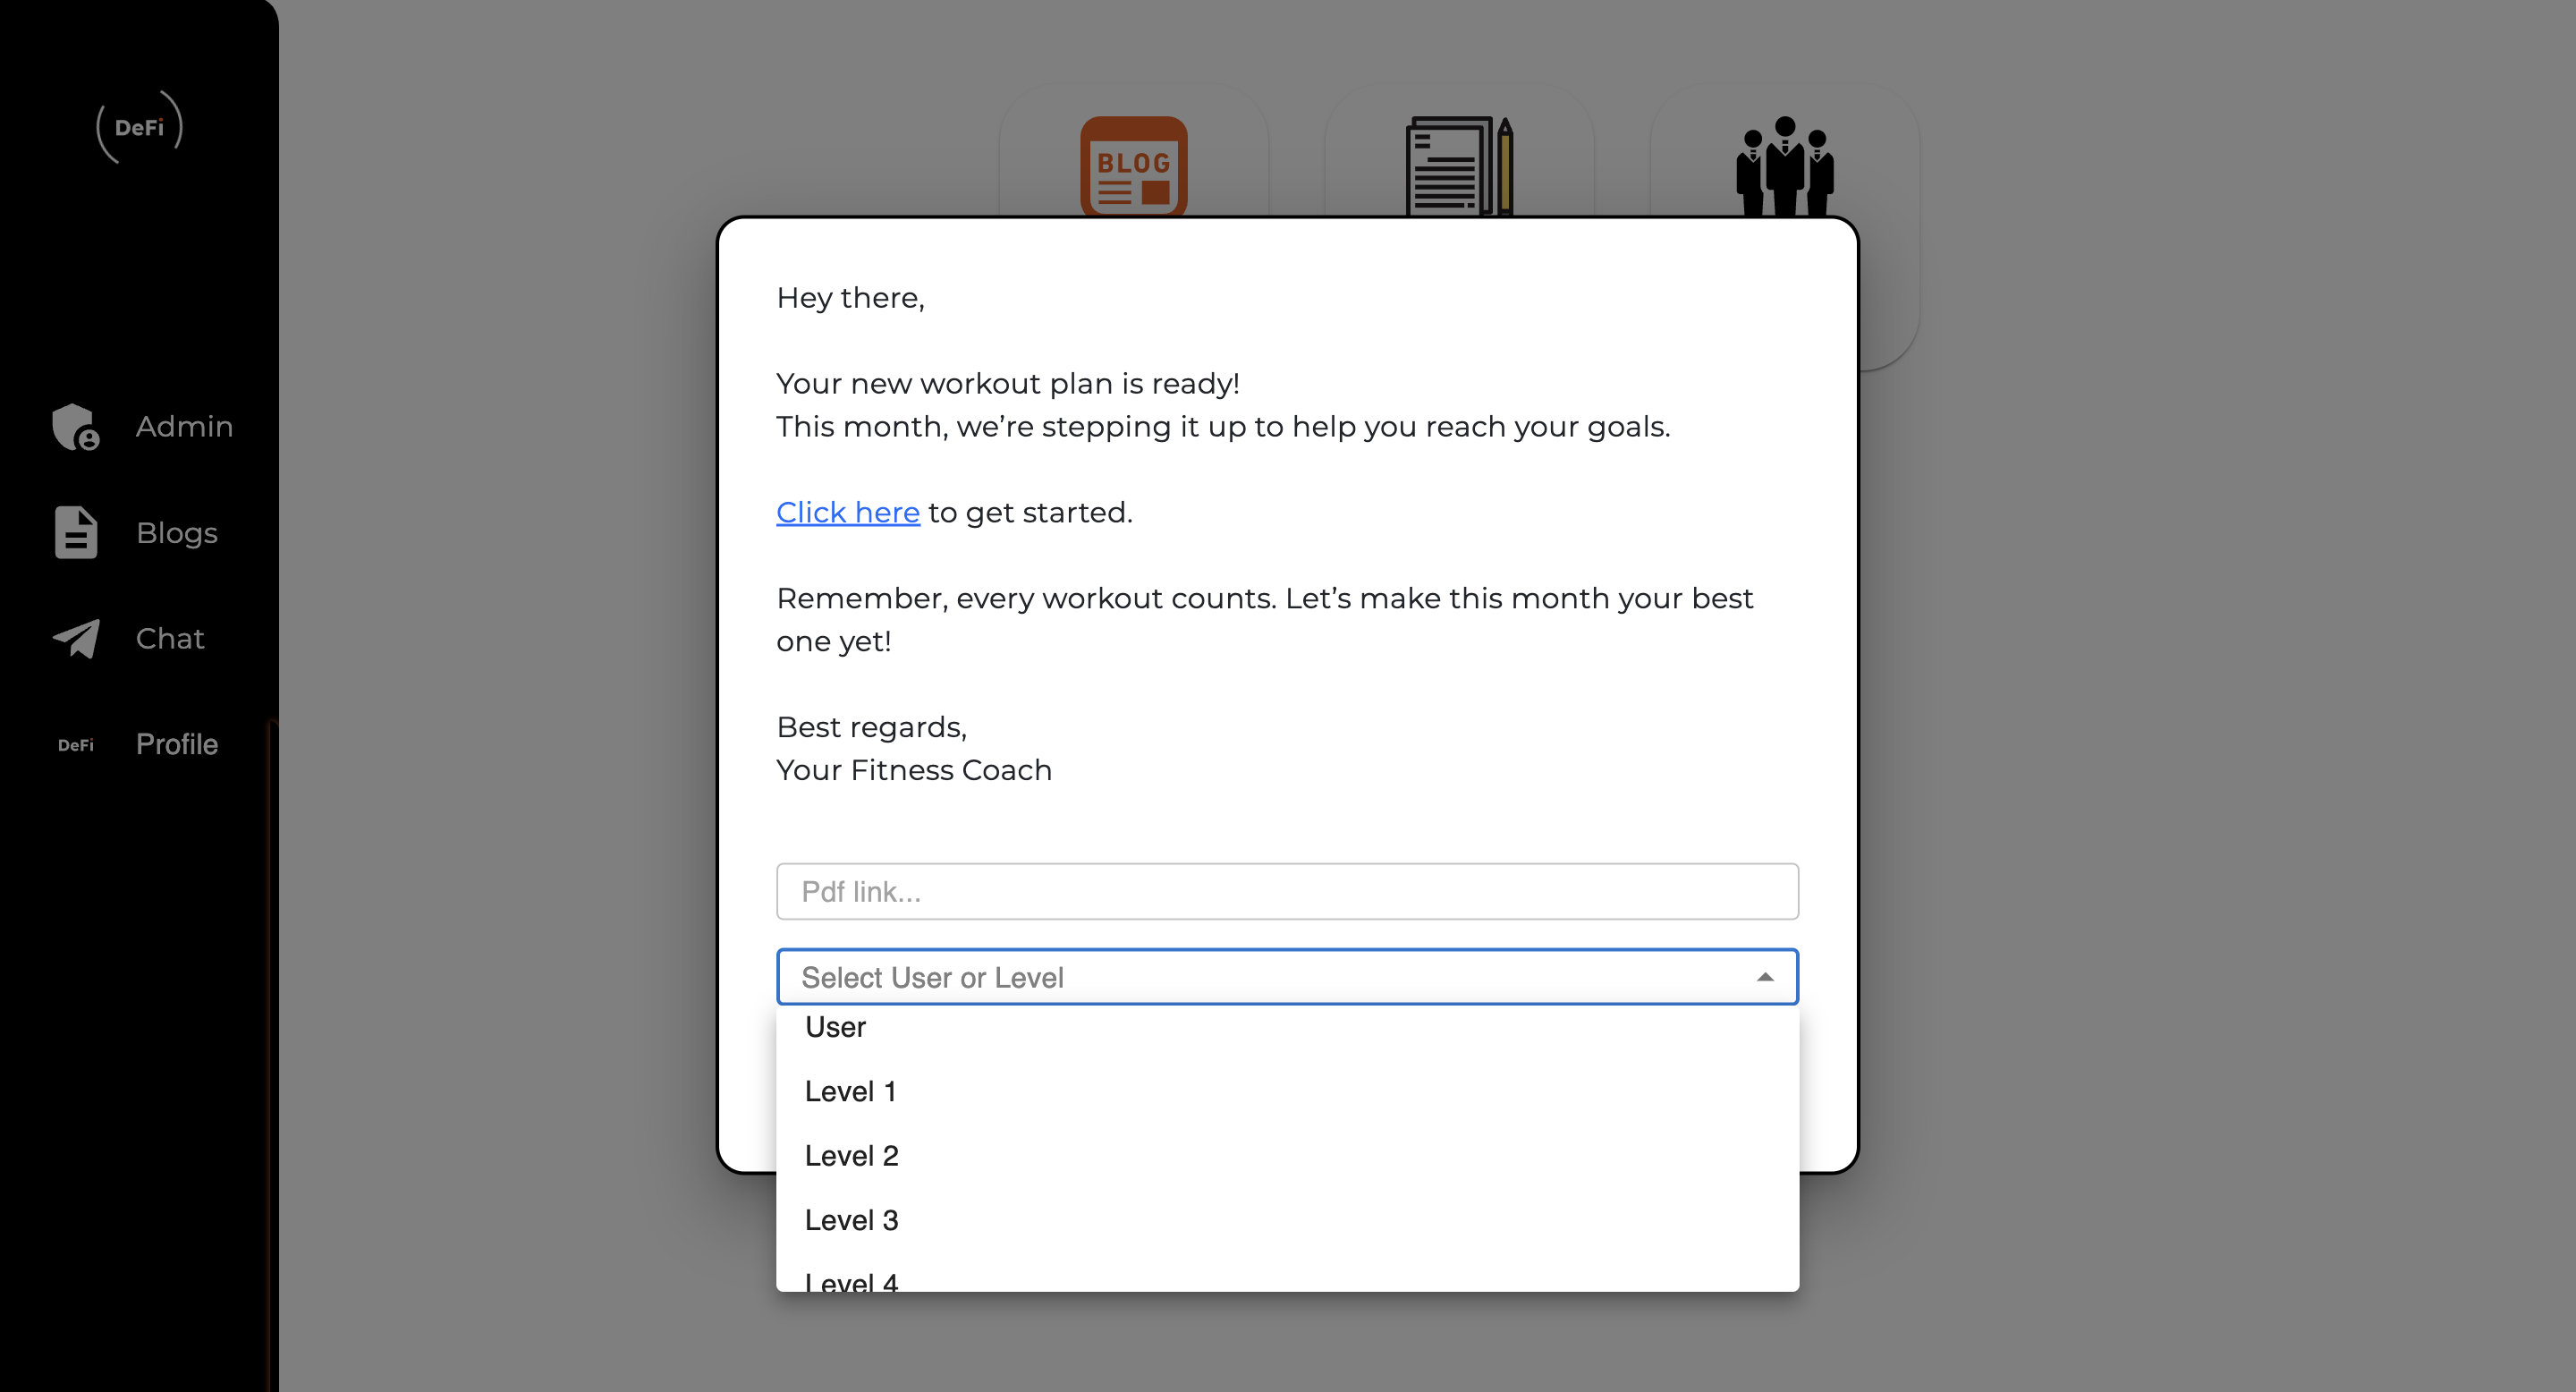 DeFi
Admin
Blogs
Chat
DeFi Profile
BLOG
Hey there,
Your new workout plan is ready!
This month, we’re stepping it up to help you reach your goals.
Click here to get started.
Remember, every workout counts. Let’s make this month your best
one yet!
Best regards,
Your Fitness Coach
Pdf link...
Select User or Level
User
Level 1
Level 2
Level 3
Level 4